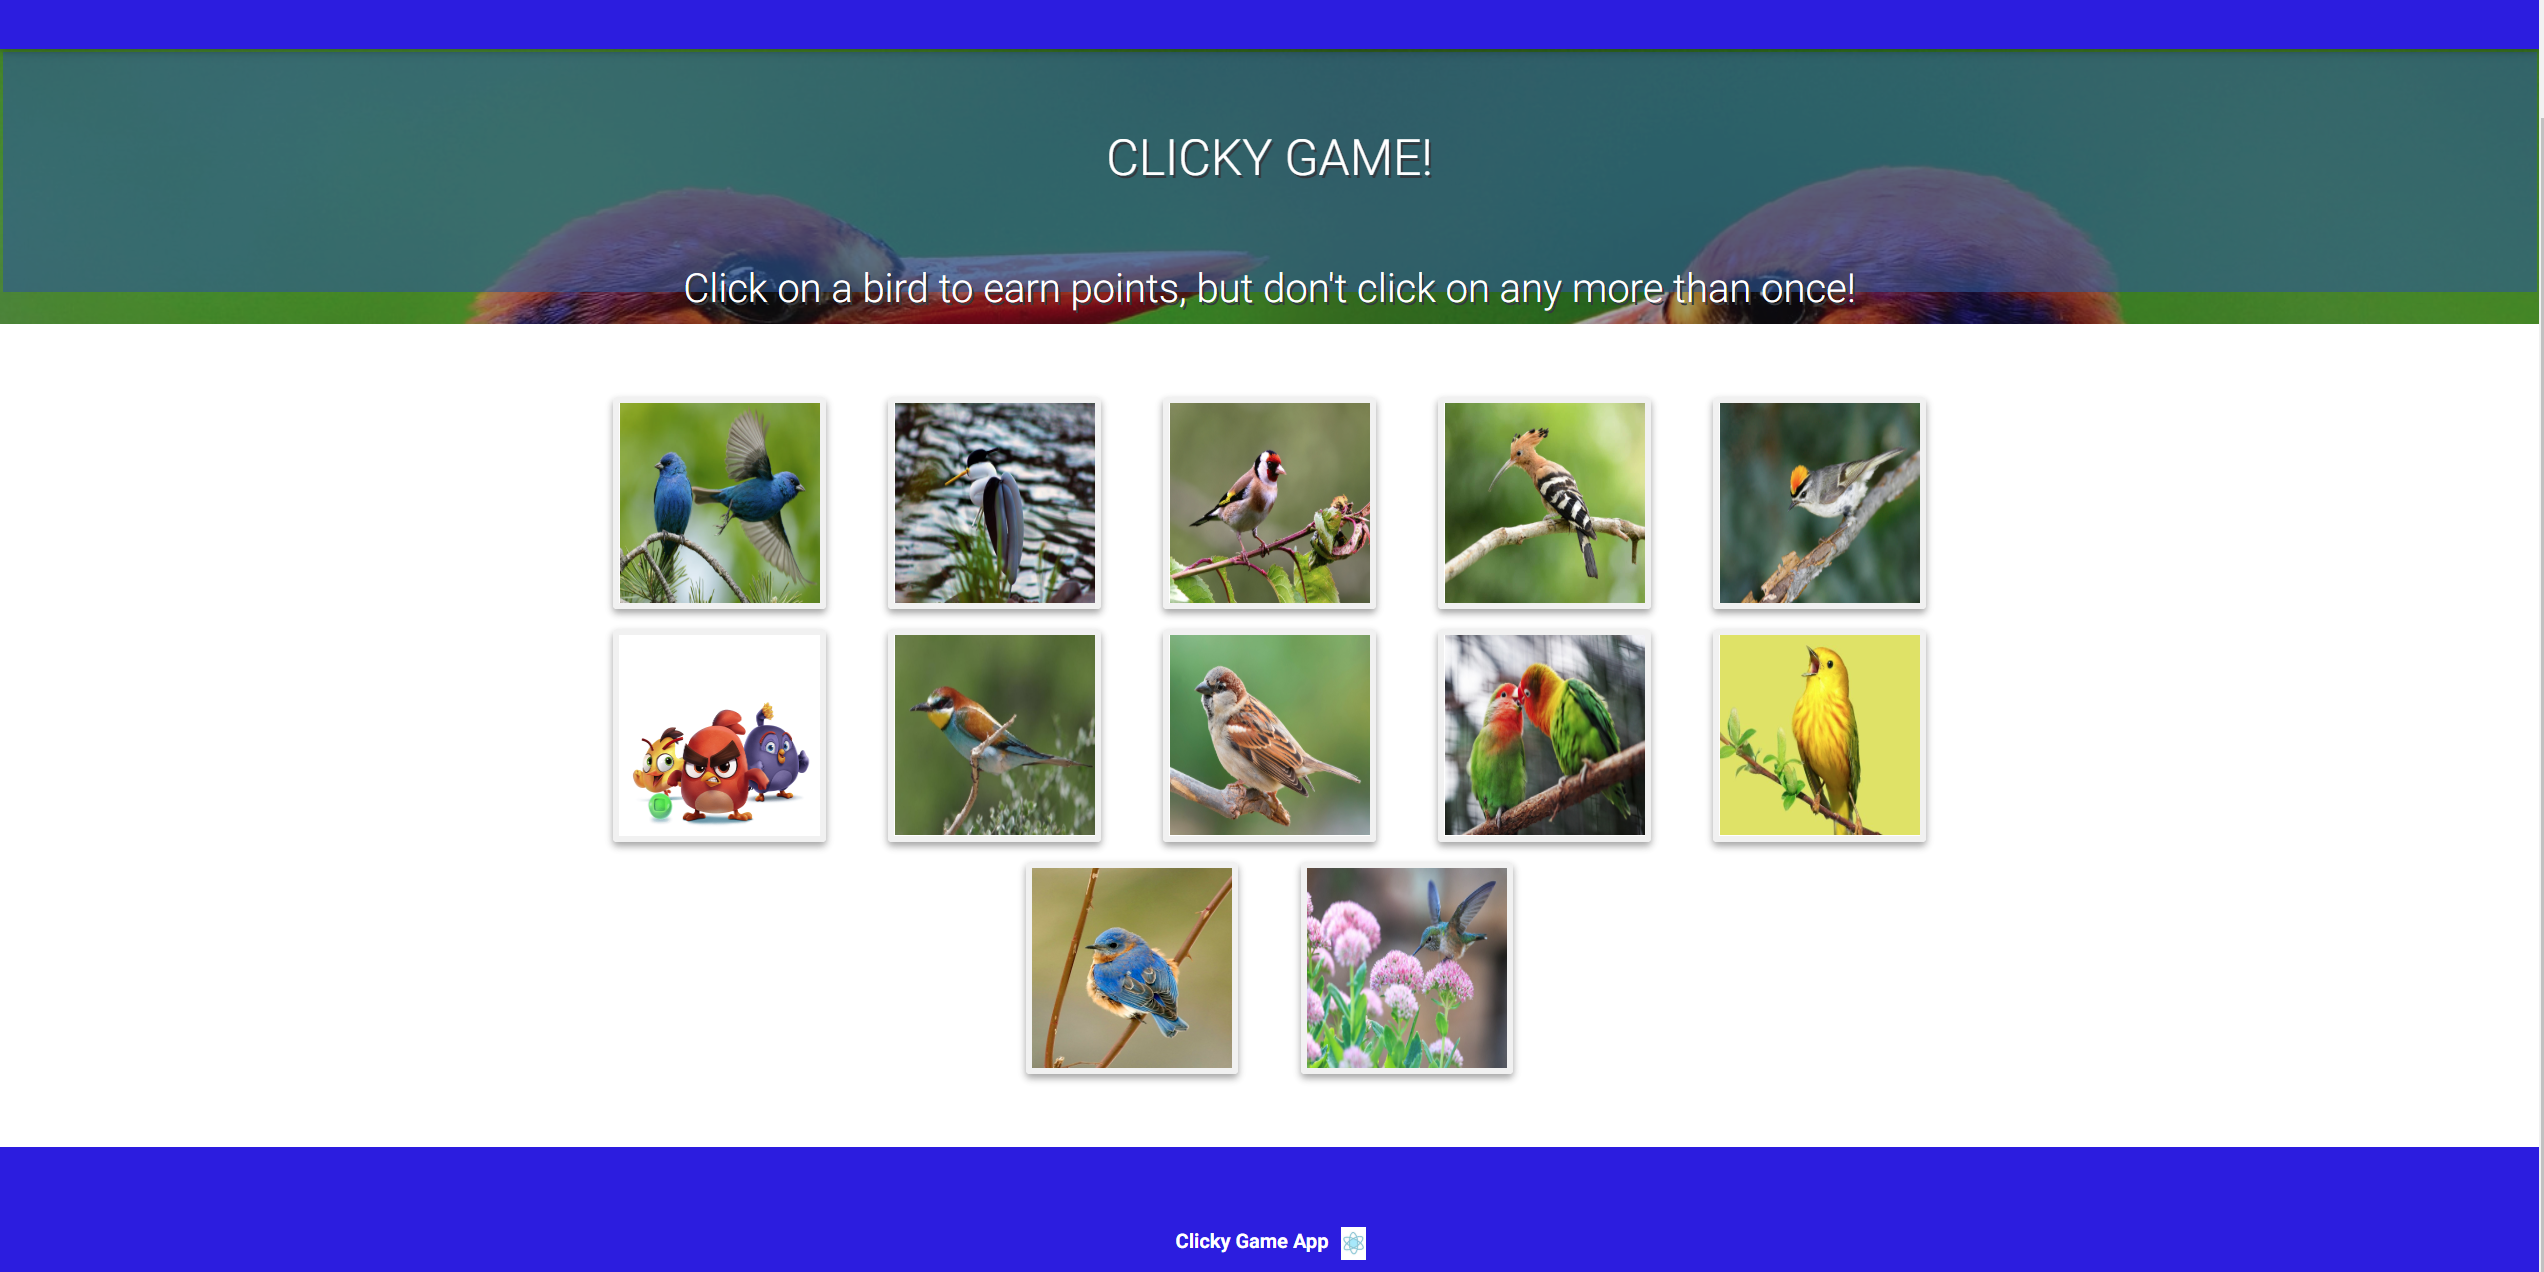 CLICKY GAME!
Click on a bird to earn points, but don't click on any more than once!
Clicky Game App